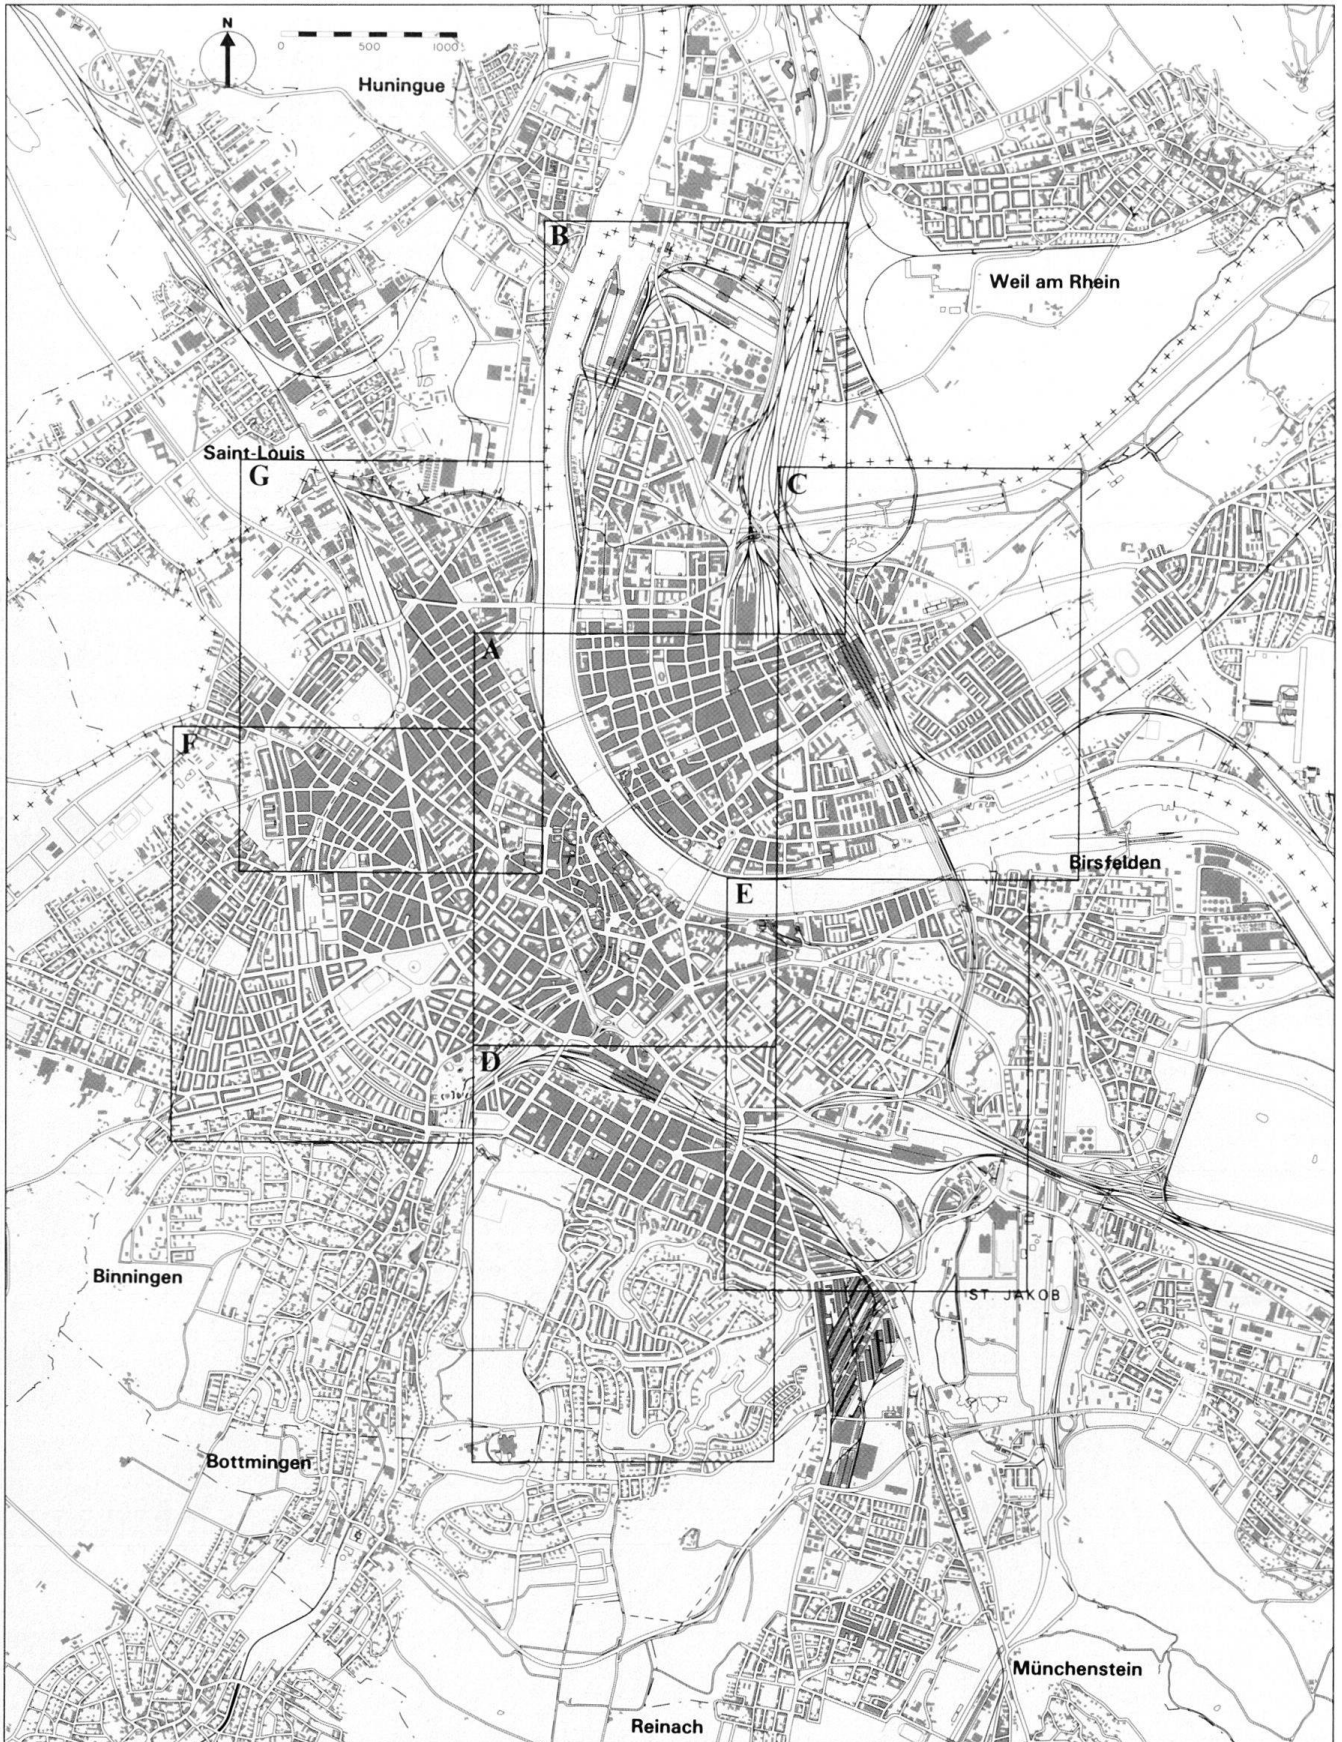 N
0 500 1000
Huningue
B
Weil am Rhein
Saint-Louis
G
C
A
F
Birsfelden
E
D
Binningen
ST. JAKOB
Bottmingen
Münchenstein
Reinach